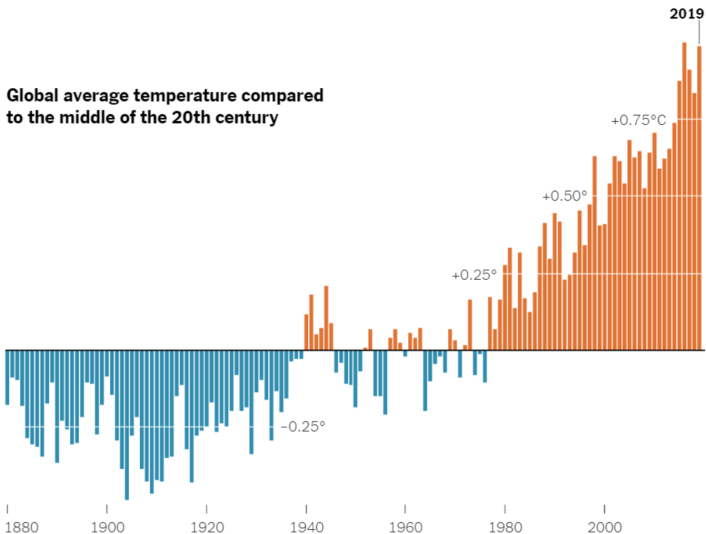 2019
Global average temperature compared
to the middle of the 20th century
+0.75°C
+0.50°
+0.25°
−0.25°
1880 1900 1920 1940 1960 1980 2000